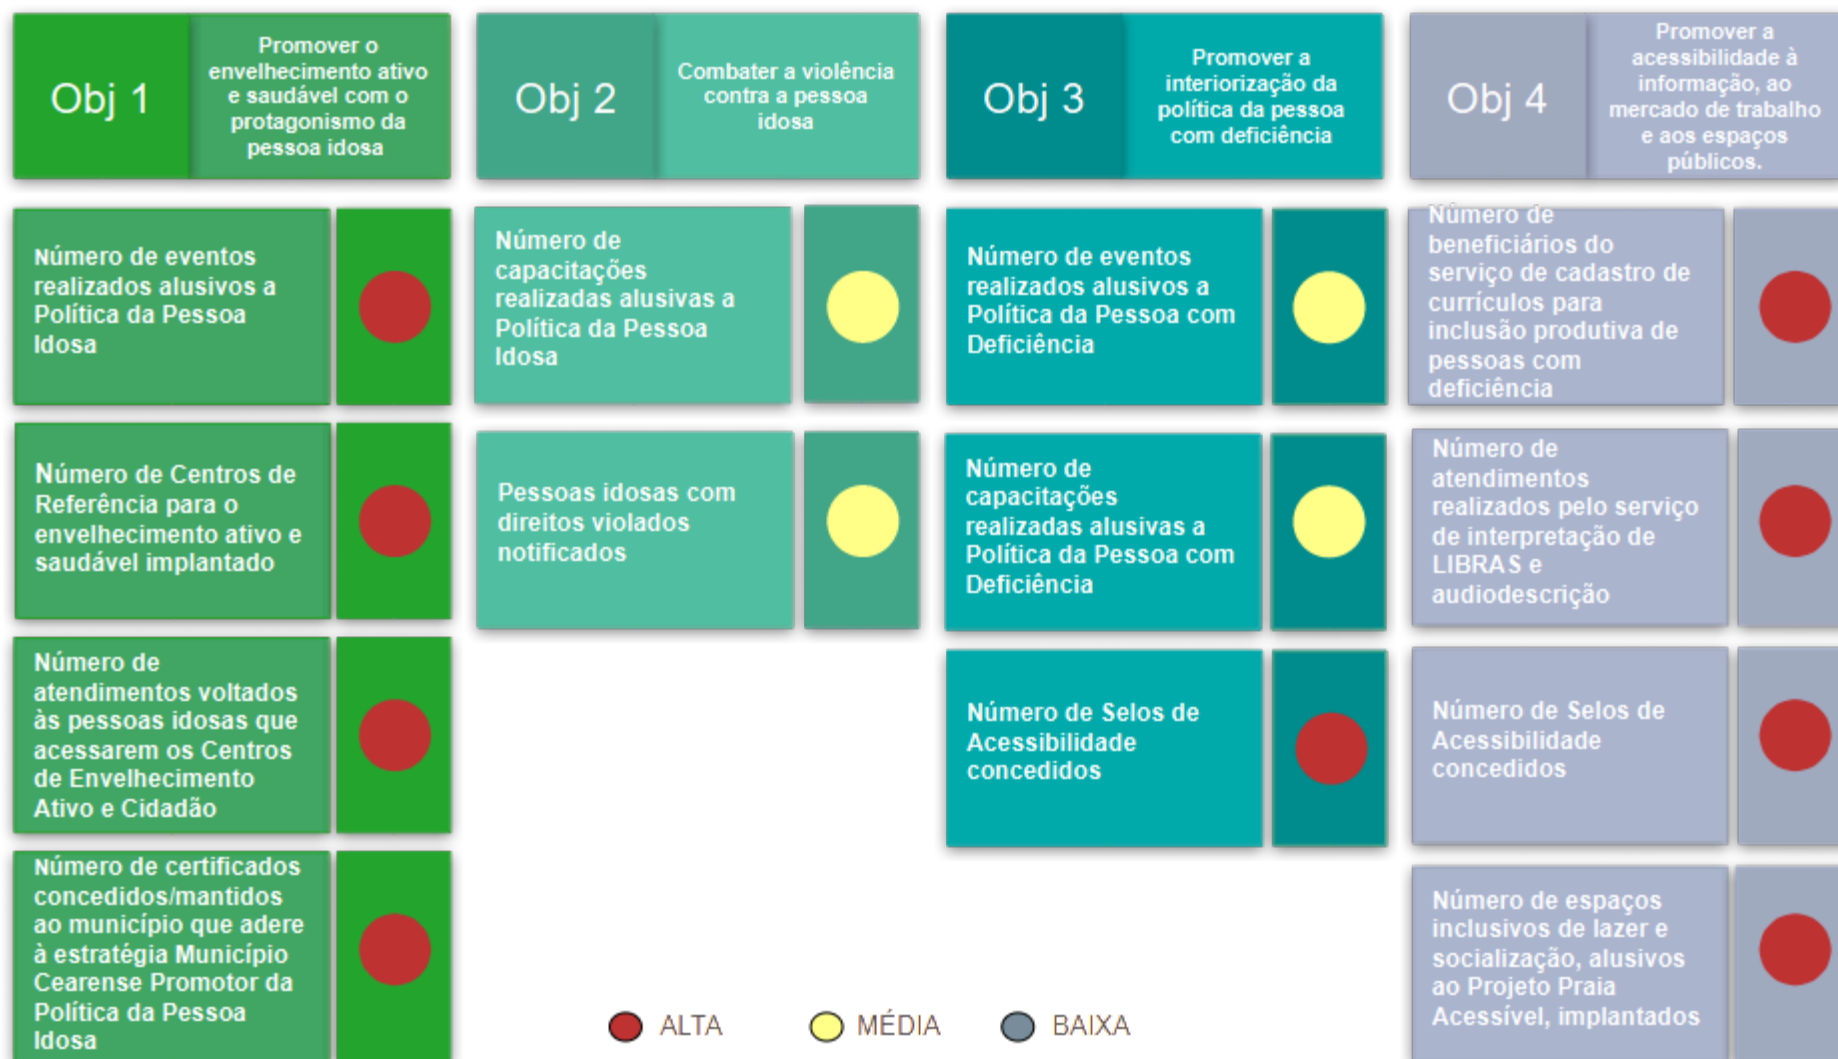 Obj 1
Promover o
envelhecimento ativo
e saudável com o
protagonismo da
pessoa idosa
Obj 2
Combater a violência
contra a pessoa
idosa
Obj 3
Promover a
interiorização da
política da pessoa
com deficiência
Obj 4
Promover a
acessibilidade à
informação, ao
mercado de trabalho
e aos espaços
públicos.
Número de eventos
realizados alusivos a
Política da Pessoa
Idosa
Número de
capacitações
realizadas alusivas a
Política da Pessoa
Idosa
Número de eventos
realizados alusivos a
Política da Pessoa com
Deficiência
Número de
beneficiários do
serviço de cadastro de
currículos para
inclusão produtiva de
pessoas com
deficiência
Número de Centros de
Referência para o
envelhecimento ativo e
saudável implantado
Pessoas idosas com
direitos violados
notificados
Número de
capacitações
realizadas alusivas a
Política da Pessoa com
Deficiência
Número de
atendimentos
realizados pelo serviço
de interpretação de
LIBRAS e
audiodescrição
Número de
atendimentos voltados
às pessoas idosas que
acessarem os Centros
de Envelhecimento
Ativo e Cidadão
Número de Selos de
Acessibilidade
concedidos
Número de Selos de
Acessibilidade
concedidos
Número de certificados
concedidos/mantidos
ao município que adere
à estratégia Município
Cearense Promotor da
Política da Pessoa
Idosa
Número de espaços
inclusivos de lazer e
socialização, alusivos
ao Projeto Praia
Acessível, implantados
ALTA
MÉDIA
BAIXA